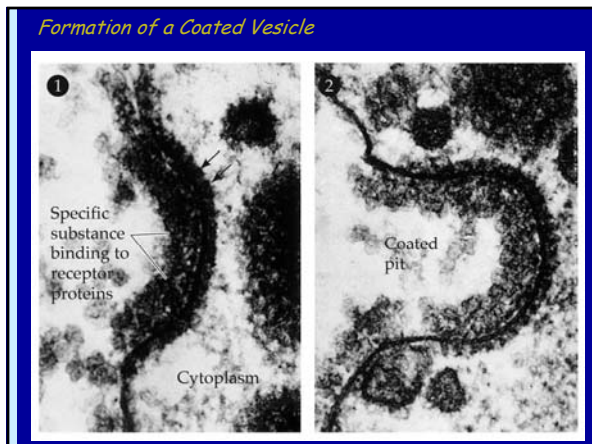 Formation of a Coated Vesicle
1
Specific
substance
binding to
receptor
proteins
Cytoplasm
2
Coated
pit